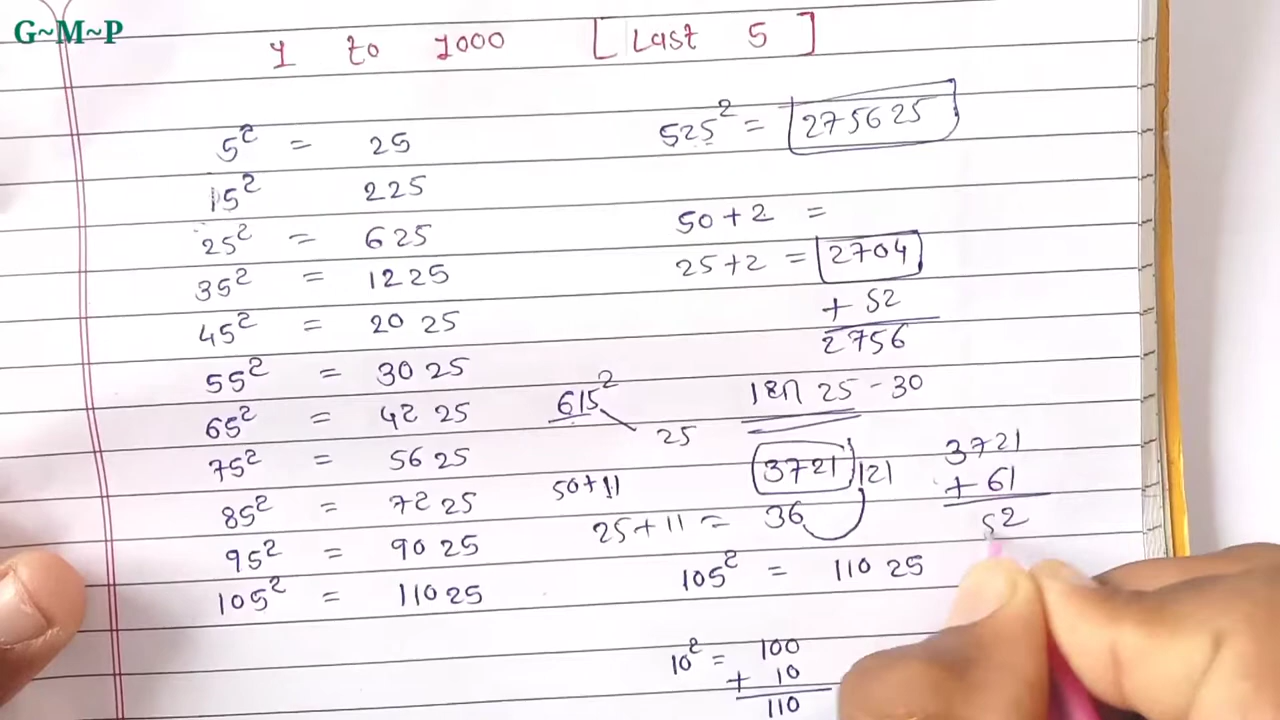 G~M~P
1 to 1000 [Last 5]
5² = 25
15² 225
25² = 625
35² = 1225
45² = 2025
55² = 3025
65² = 4225
75² = 5625
85² = 7225
95² = 9025
105² = 11025
525² = 275625
50+2 =
25+2 = 2704
+ 52
2756
615²
25
25-30
50+11
3721 121
25+11 = 36
3721
+ 61
52
105² = 11025
10² = 100
+ 10
110